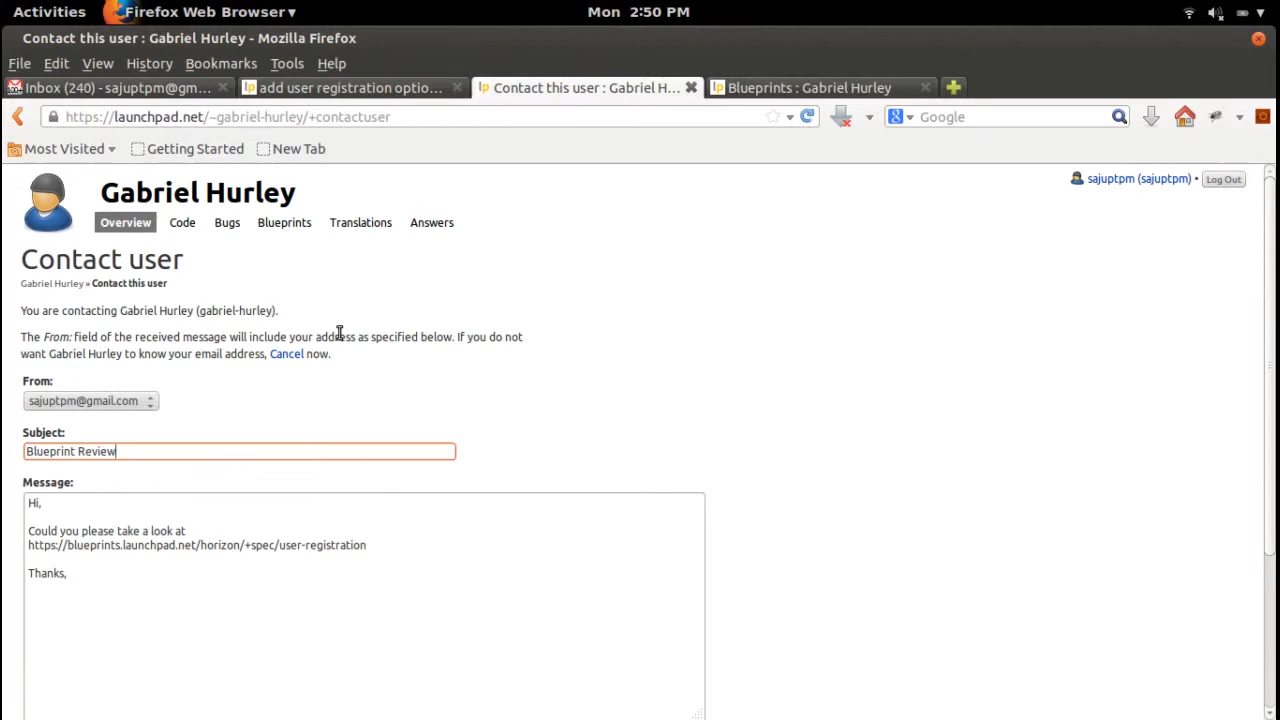 Activities Firefox Web Browser ▾ Mon 2:50 PM
Contact this user : Gabriel Hurley - Mozilla Firefox
File Edit View History Bookmarks Tools Help
Inbox (240) - sajuptpm@gm... add user registration optio... Contact this user : Gabriel H... Blueprints : Gabriel Hurley
https://launchpad.net/~gabriel-hurley/+contactuser Google
Most Visited ▾ Getting Started New Tab
sajuptpm (sajuptpm) • Log Out
Gabriel Hurley
Overview Code Bugs Blueprints Translations Answers
Contact user
Gabriel Hurley » Contact this user
You are contacting Gabriel Hurley (gabriel-hurley).
The From: field of the received message will include your address as specified below. If you do not
want Gabriel Hurley to know your email address, Cancel now.
From:
sajuptpm@gmail.com
Subject:
Blueprint Review
Message:
Hi,
Could you please take a look at
https://blueprints.launchpad.net/horizon/+spec/user-registration
Thanks,